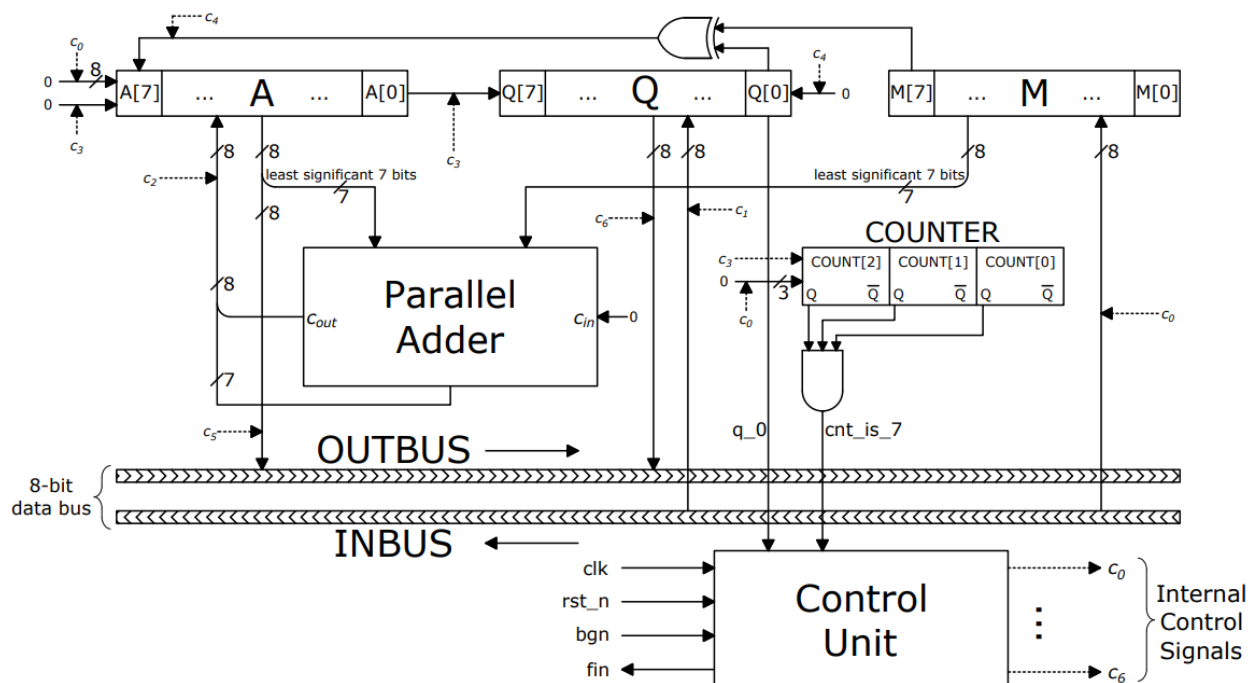 c4
c0
8
0
0
c3
A[7] ... A ... A[0]
Q[7] ... Q ... Q[0]
c4
0
M[7] ... M ... M[0]
c3
8
8
8
8
8
8
c2
least significant 7 bits
7
least significant 7 bits
7
8
c6
c1
COUNTER
c3
0
3
c0
COUNT[2] COUNT[1] COUNT[0]
Q Q Q Q Q Q
8
cout
Parallel
Adder
cin
0
c0
7
c5
q_0
cnt_is_7
OUTBUS
8-bit
data bus
INBUS
clk
rst_n
bgn
fin
Control
Unit
c0
⋮
c6
Internal
Control
Signals